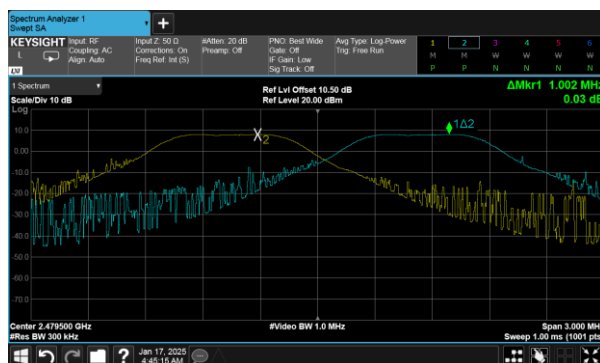 Spectrum Analyzer 1
Swept SA
KEYSIGHT
L
Input: RF
Coupling: AC
Align: Auto
Input Z: 50 Ω
Corrections: On
Freq Ref: Int (S)
#Atten: 20 dB
Preamp: Off
PNO: Best Wide
Gate: Off
IF Gain: Low
Sig Track: Off
Avg Type: Log-Power
Trig: Free Run
1 2 3 4 5 6
M M W W W W
P P N N N N
1 Spectrum
Scale/Div 10 dB
Ref Lvl Offset 10.50 dB
Ref Level 20.00 dBm
ΔMkr1 1.002 MHz
0.03 dB
Log
10.0
0.00
-10.0
-20.0
-30.0
-40.0
-50.0
-60.0
-70.0
2
1Δ2
Center 2.479500 GHz
#Res BW 300 kHz
#Video BW 1.0 MHz
Span 3.000 MHz
Sweep 1.00 ms (1001 pts)
Jan 17, 2025
4:45:15 AM